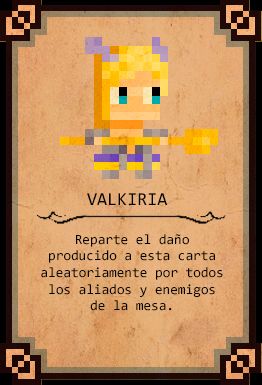 VALKIRIA
Reparte el daño
producido a esta carta
aleatoriamente por todos
los aliados y enemigos
de la mesa.